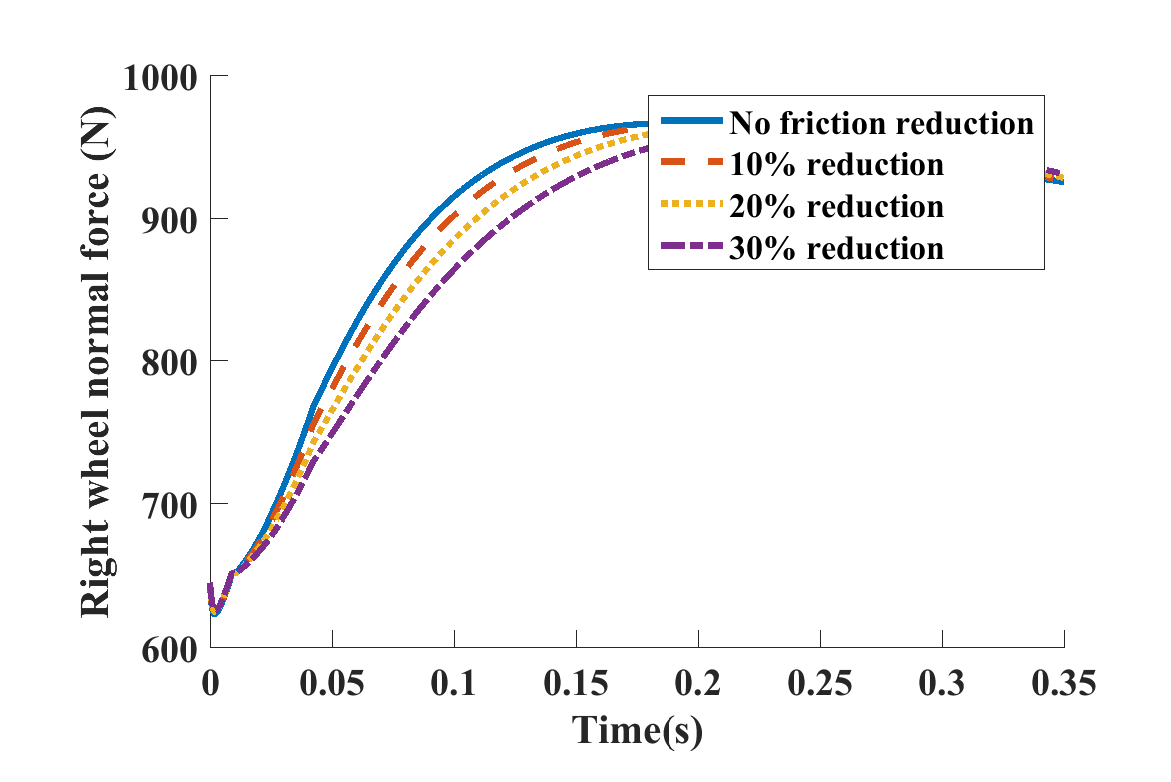 Right wheel normal force (N)
1000
900
800
700
600
0 0.05 0.1 0.15 0.2 0.25 0.3 0.35
Time(s)
No friction reduction
10% reduction
20% reduction
30% reduction